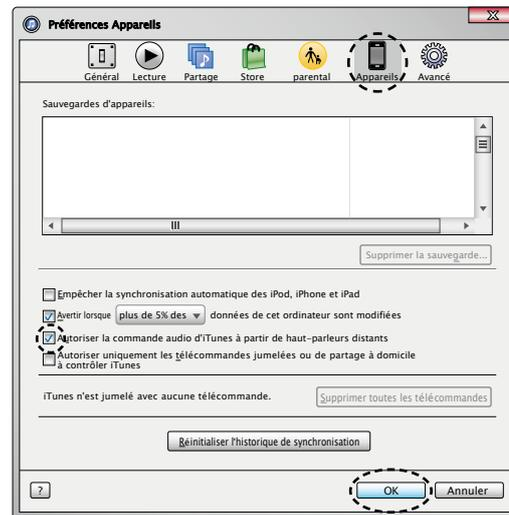 Préférences Appareils
Général Lecture Partage Store parental Appareils Avancé
Sauvegardes d'appareils:
Supprimer la sauvegarde...
Empêcher la synchronisation automatique des iPod, iPhone et iPad
Avertir lorsque plus de 5% des données de cet ordinateur sont modifiées
Autoriser la commande audio d'iTunes à partir de haut-parleurs distants
Autoriser uniquement les télécommandes jumelées ou de partage à domicile
à contrôler iTunes
iTunes n'est jumelé avec aucune télécommande. Supprimer toutes les télécommandes
Réinitialiser l'historique de synchronisation
? OK Annuler